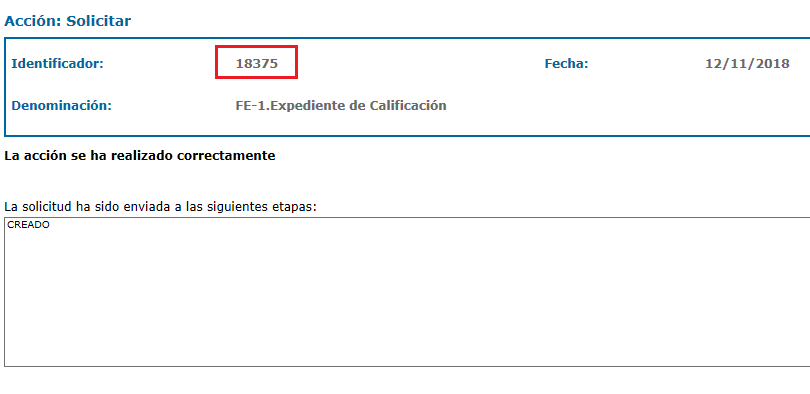 Acción: Solicitar
Identificador: 18375 Fecha: 12/11/2018
Denominación: FE-1.Expediente de Calificación
La acción se ha realizado correctamente
La solicitud ha sido enviada a las siguientes etapas:
CREADO